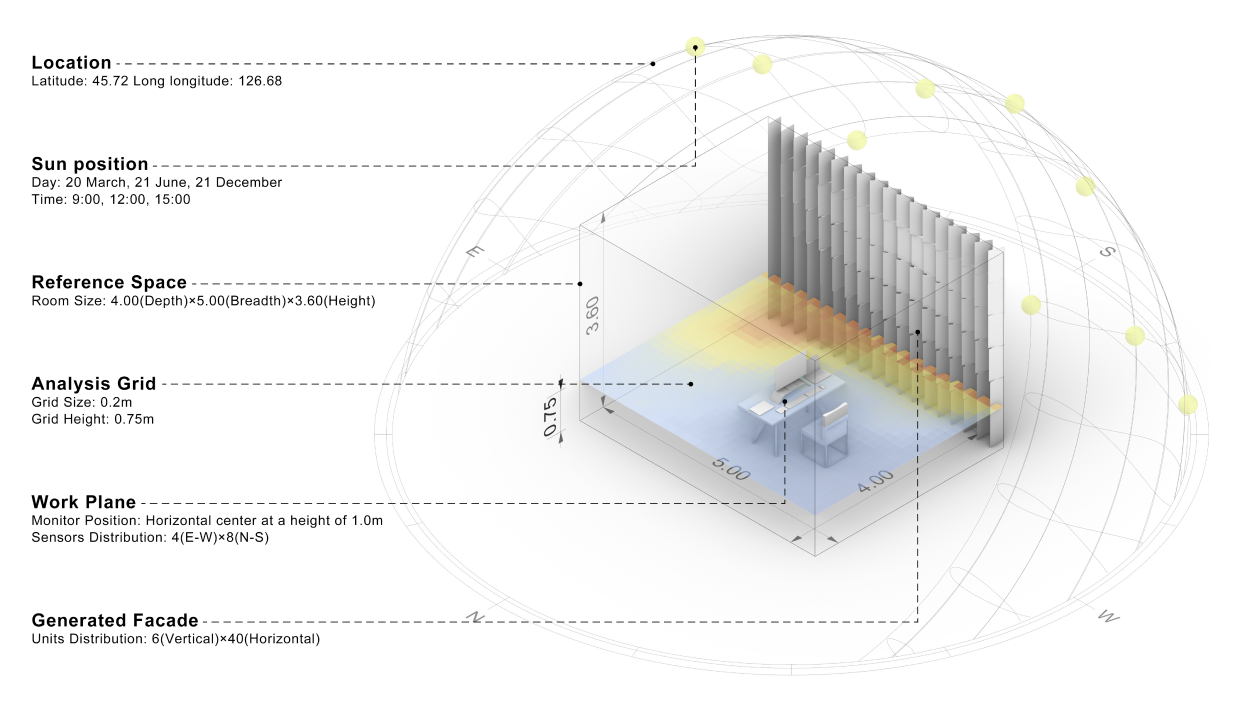 Location
Latitude: 45.72 Long longitude: 126.68
Sun position
Day: 20 March, 21 June, 21 December
Time: 9:00, 12:00, 15:00
E
S
Reference Space
Room Size: 4.00(Depth)×5.00(Breadth)×3.60(Height)
3.60
Analysis Grid
Grid Size: 0.2m
Grid Height: 0.75m
0.75
5.00
4.00
Work Plane
Monitor Position: Horizontal center at a height of 1.0m
Sensors Distribution: 4(E-W)×8(N-S)
Generated Facade
Units Distribution: 6(Vertical)×40(Horizontal)
N
W